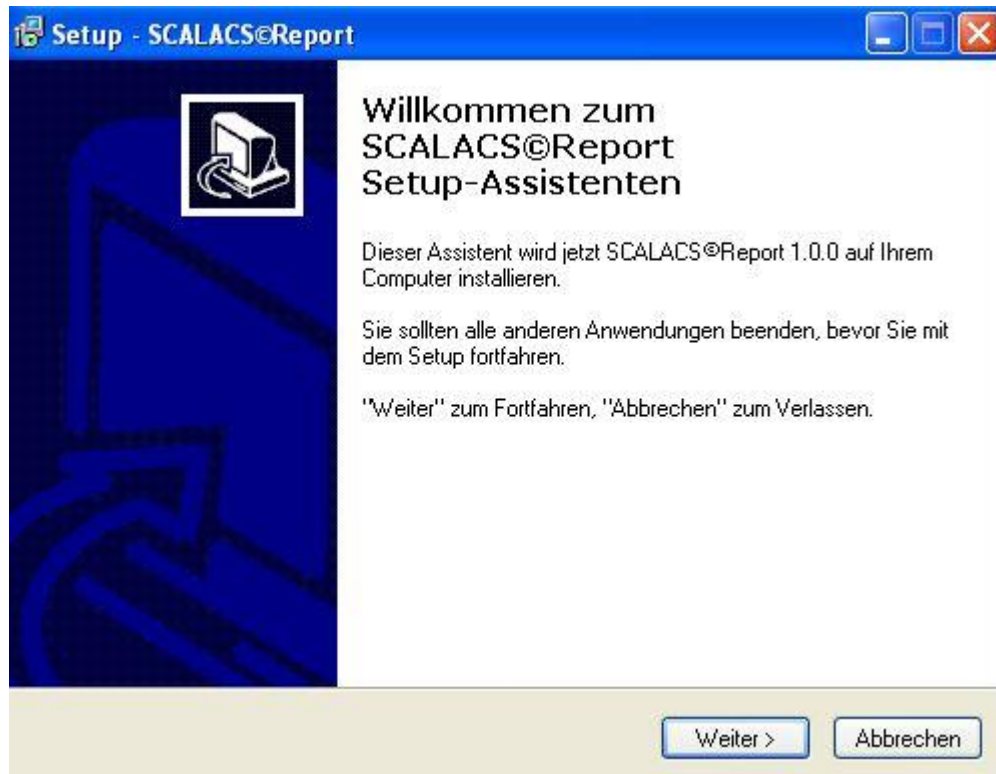 Setup - SCALACS©Report
Willkommen zum
SCALACS©Report
Setup-Assistenten
Dieser Assistent wird jetzt SCALACS©Report 1.0.0 auf Ihrem
Computer installieren.
Sie sollten alle anderen Anwendungen beenden, bevor Sie mit
dem Setup fortfahren.
"Weiter" zum Fortfahren, "Abbrechen" zum Verlassen.
Weiter >
Abbrechen